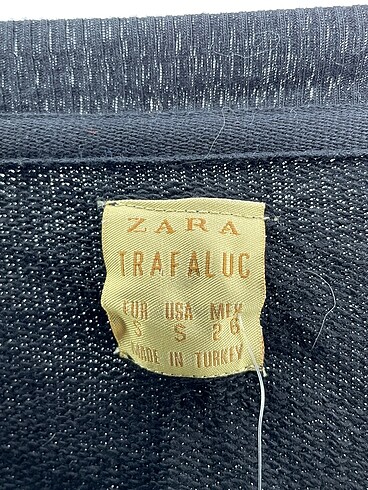 ZARA
TRAFALUC
EUR USA MEX
S S 26
MADE IN TURKEY